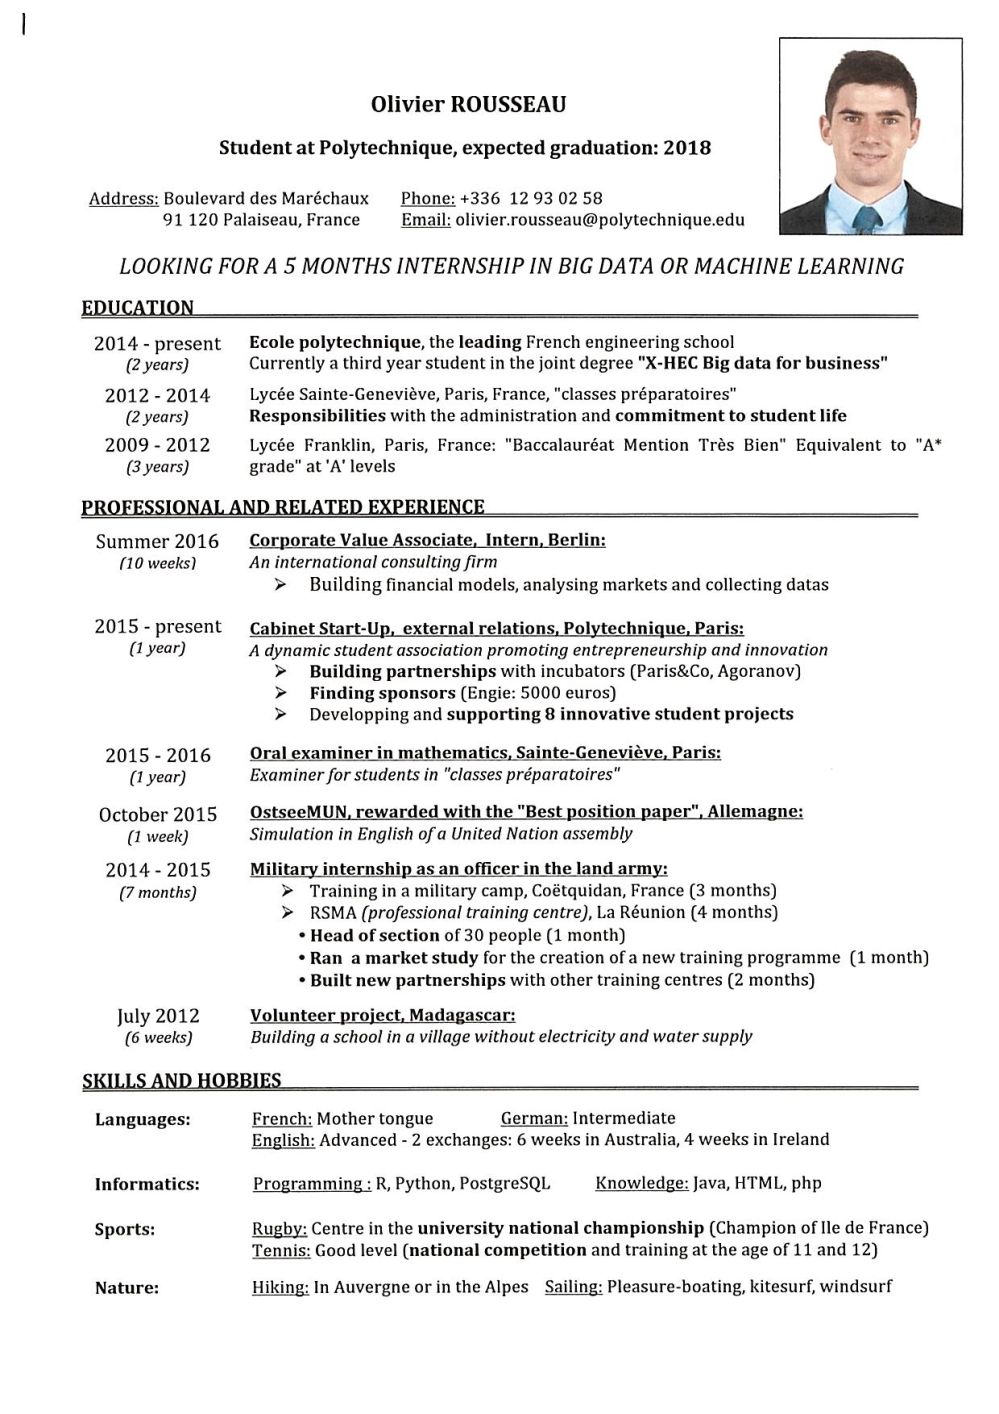 Olivier ROUSSEAU
Student at Polytechnique, expected graduation: 2018
Address: Boulevard des Maréchaux Phone: +336 12 93 02 58
91 120 Palaiseau, France Email: olivier.rousseau@polytechnique.edu
LOOKING FOR A 5 MONTHS INTERNSHIP IN BIG DATA OR MACHINE LEARNING
EDUCATION
2014 - present Ecole polytechnique, the leading French engineering school
(2 years) Currently a third year student in the joint degree "X-HEC Big data for business"
2012 - 2014 Lycée Sainte-Geneviève, Paris, France, "classes préparatoires"
(2 years) Responsibilities with the administration and commitment to student life
2009 - 2012 Lycée Franklin, Paris, France: "Baccalauréat Mention Très Bien" Equivalent to "A*
(3 years) grade" at 'A' levels
PROFESSIONAL AND RELATED EXPERIENCE
Summer 2016 Corporate Value Associate, Intern, Berlin:
(10 weeks) An international consulting firm
➢ Building financial models, analysing markets and collecting datas
2015 - present Cabinet Start-Up, external relations, Polytechnique, Paris:
(1 year) A dynamic student association promoting entrepreneurship and innovation
➢ Building partnerships with incubators (Paris&Co, Agoranov)
➢ Finding sponsors (Engie: 5000 euros)
➢ Developping and supporting 8 innovative student projects
2015 - 2016 Oral examiner in mathematics, Sainte-Geneviève, Paris:
(1 year) Examiner for students in "classes préparatoires"
October 2015 OstseeMUN, rewarded with the "Best position paper", Allemagne:
(1 week) Simulation in English of a United Nation assembly
2014 - 2015 Military internship as an officer in the land army:
(7 months) ➢ Training in a military camp, Coëtquidan, France (3 months)
➢ RSMA (professional training centre), La Réunion (4 months)
• Head of section of 30 people (1 month)
• Ran a market study for the creation of a new training programme (1 month)
• Built new partnerships with other training centres (2 months)
July 2012 Volunteer project, Madagascar:
(6 weeks) Building a school in a village without electricity and water supply
SKILLS AND HOBBIES
Languages: French: Mother tongue German: Intermediate
English: Advanced - 2 exchanges: 6 weeks in Australia, 4 weeks in Ireland
Informatics: Programming : R, Python, PostgreSQL Knowledge: Java, HTML, php
Sports: Rugby: Centre in the university national championship (Champion of Ile de France)
Tennis: Good level (national competition and training at the age of 11 and 12)
Nature: Hiking: In Auvergne or in the Alpes Sailing: Pleasure-boating, kitesurf, windsurf